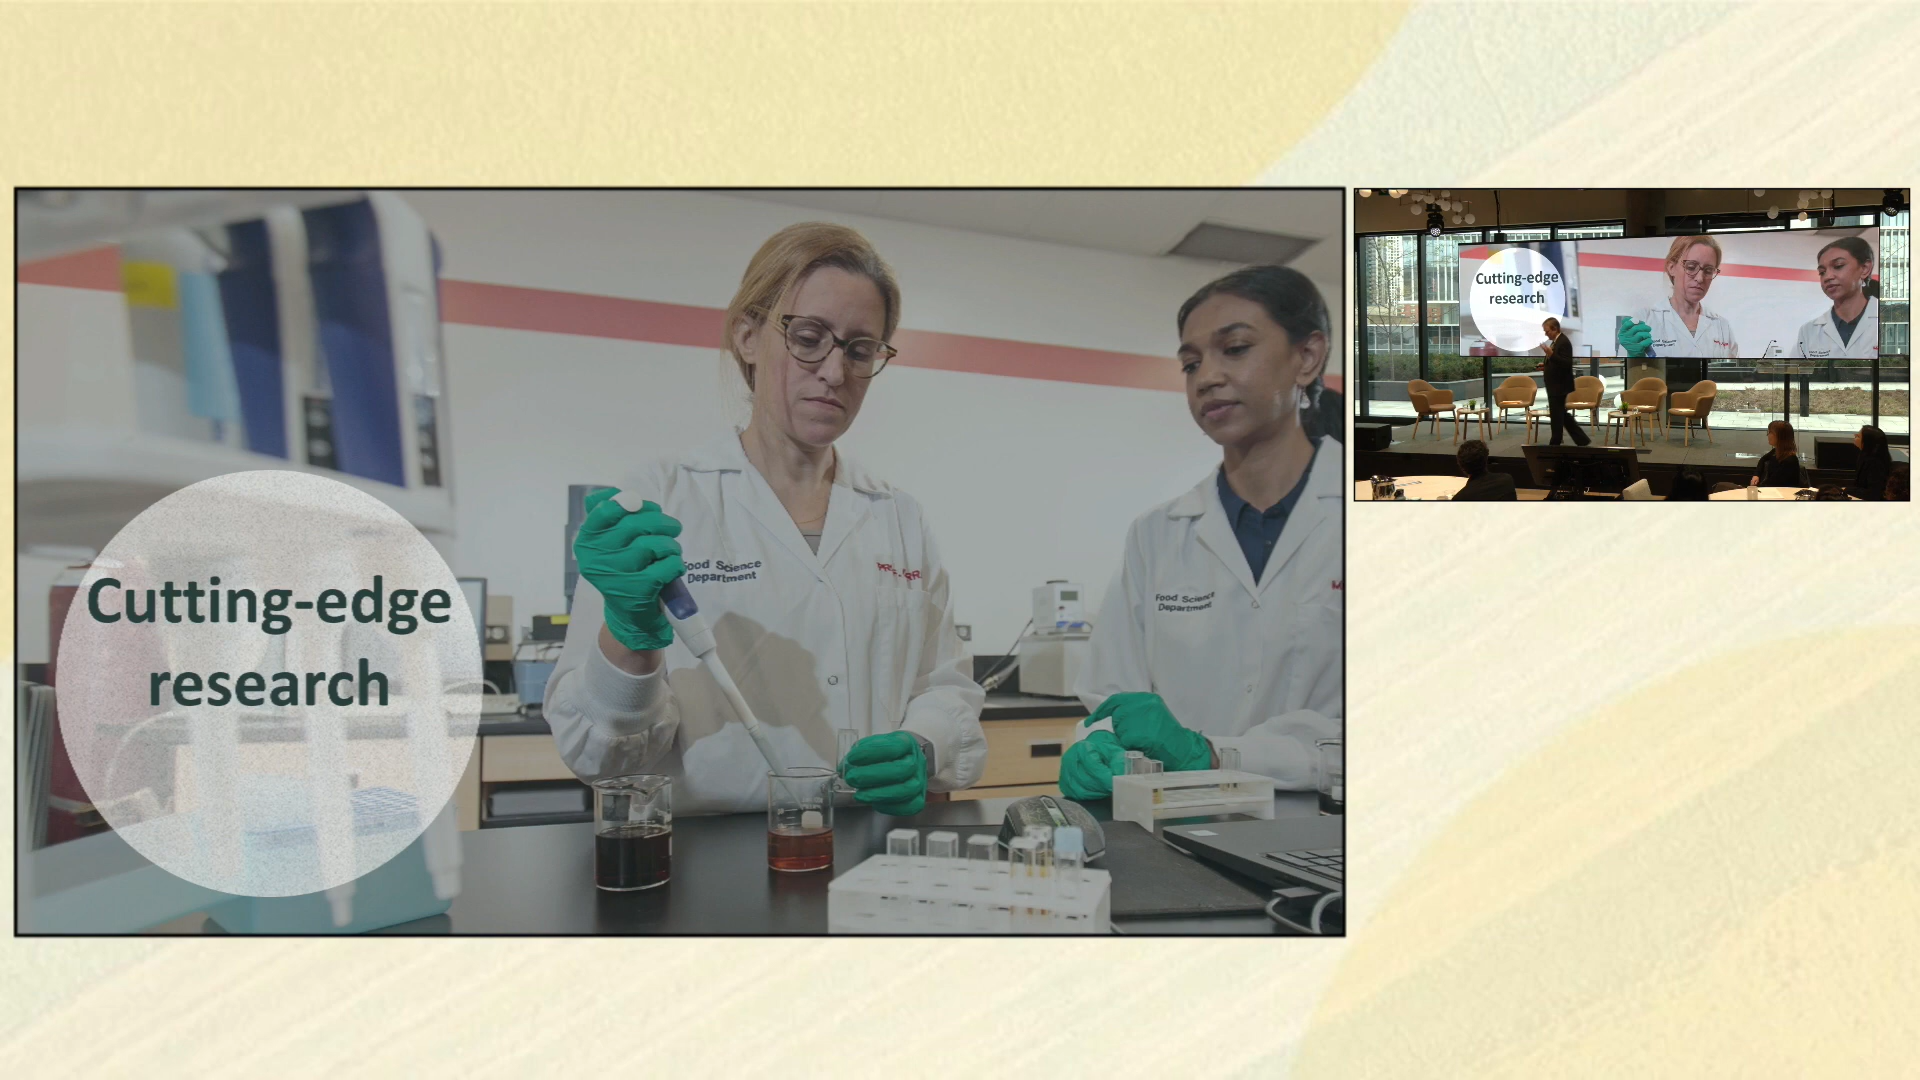 Cutting-edge
research
Food Science
Department
Food Science
Department
Cutting-edge
research